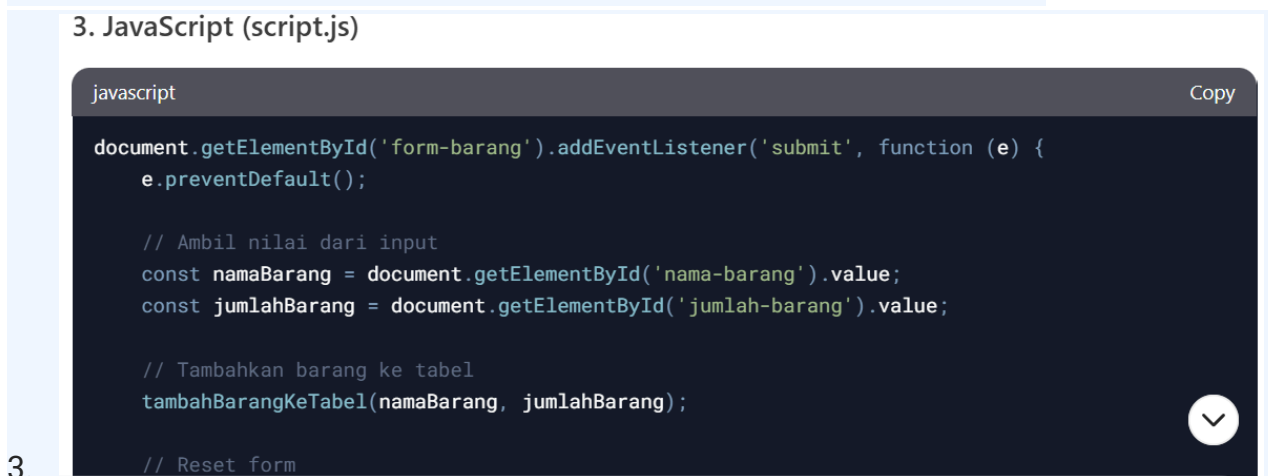 3. JavaScript (script.js)
javascript
Copy
document.getElementById('form-barang').addEventListener('submit', function (e) {
    e.preventDefault();
    // Ambil nilai dari input
    const namaBarang = document.getElementById('nama-barang').value;
    const jumlahBarang = document.getElementById('jumlah-barang').value;
    // Tambahkan barang ke tabel
    tambahBarangKeTabel(namaBarang, jumlahBarang);
3
    // Reset form